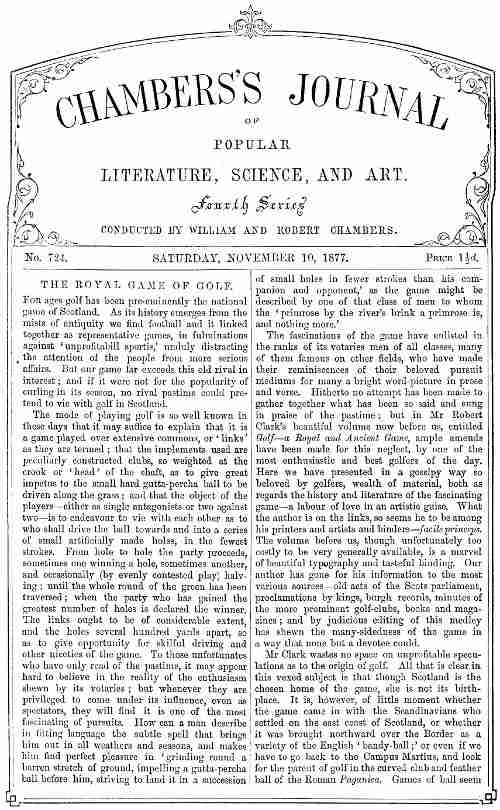 CHAMBERS'S JOURNAL
OF
POPULAR
LITERATURE, SCIENCE, AND ART.
Fourth Series
CONDUCTED BY WILLIAM AND ROBERT CHAMBERS.
No. 724.
SATURDAY, NOVEMBER 10, 1877.
PRICE 1½d.
THE ROYAL GAME OF GOLF.
FOR ages golf has been pre-eminently the national
game of Scotland. As its history emerges from the
mists of antiquity we find football and it linked
together as representative games, in fulminations
against 'unprofitabill sportis,' unduly distracting
the attention of the people from more serious
affairs. But our game far exceeds this old rival in
interest; and if it were not for the popularity of
curling in its season, no rival pastime could pre-
tend to vie with golf in Scotland.
The mode of playing golf is so well known in
these days that it may suffice to explain that it is
a game played over extensive commons, or 'links'
as they are termed; that the implements used are
peculiarly constructed clubs, so weighted at the
crook or 'head' of the shaft, as to give great
impetus to the small hard gutta-percha ball to be
driven along the grass; and that the object of the
players—either as single antagonists or two against
two—is to endeavour to vie with each other as to
who shall drive the ball towards and into a series
of small artificially made holes, in the fewest
strokes. From hole to hole the party proceeds,
sometimes one winning a hole, sometimes another,
and occasionally (by evenly contested play) halv-
ing; until the whole round of the green has been
traversed; when the party who has gained the
greatest number of holes is declared the winner.
The links ought to be of considerable extent,
and the holes several hundred yards apart, so
as to give opportunity for skilful driving and
other niceties of the game. To those unfortunates
who have only read of the pastime, it may appear
hard to believe in the reality of the enthusiasm
shewn by its votaries; but whenever they are
privileged to come under its influence, even as
spectators, they will find it is one of the most
fascinating of pursuits. How can a man describe
in fitting language the subtle spell that brings
him out in all weathers and seasons, and makes
him find perfect pleasure in 'grinding round a
barren stretch of ground, impelling a gutta-percha
ball before him, striving to land it in a succession
of small holes in fewer strokes than his com-
panion and opponent,' as the game might be
described by one of that class of men to whom
the 'primrose by the river's brink a primrose is,
and nothing more.'
The fascinations of the game have enlisted in
the ranks of its votaries men of all classes, many
of them famous on other fields, who have made
their reminiscences of their beloved pursuit
mediums for many a bright word-picture in prose
and verse. Hitherto no attempt has been made to
gather together what has been so said and sung
in praise of the pastime; but in Mr Robert
Clark's beautiful volume now before us, entitled
Golf—a Royal and Ancient Game, ample amends
have been made for this neglect, by one of the
most enthusiastic and best golfers of the day.
Here we have presented in a gossipy way so
beloved by golfers, wealth of material, both as
regards the history and literature of the fascinating
game—a labour of love in an artistic guise. What
the author is on the links, so seems he to be among
his printers and artists and binders—facile princeps.
The volume before us, though unfortunately too
costly to be very generally available, is a marvel
of beautiful typography and tasteful binding. Our
author has gone for his information to the most
various sources—old acts of the Scots parliament,
proclamations by kings, burgh records, minutes of
the more prominent golf-clubs, books and maga-
zines; and by judicious editing of this medley
has shewn the many-sidedness of the game in
a way that none but a devotee could.
Mr Clark wastes no space on unprofitable specu-
lations as to the origin of golf. All that is clear in
this vexed subject is that though Scotland is the
chosen home of the game, she is not its birth-
place. It is, however, of little moment whether
the game came in with the Scandinavians who
settled on the east coast of Scotland, or whether
it was brought northward over the Border as a
variety of the English 'bandy-ball;' or even if we
have to go back to the Campus Martius, and look
for the parent of golf in the curved club and feather
ball of the Roman Paganica. Games of ball seem